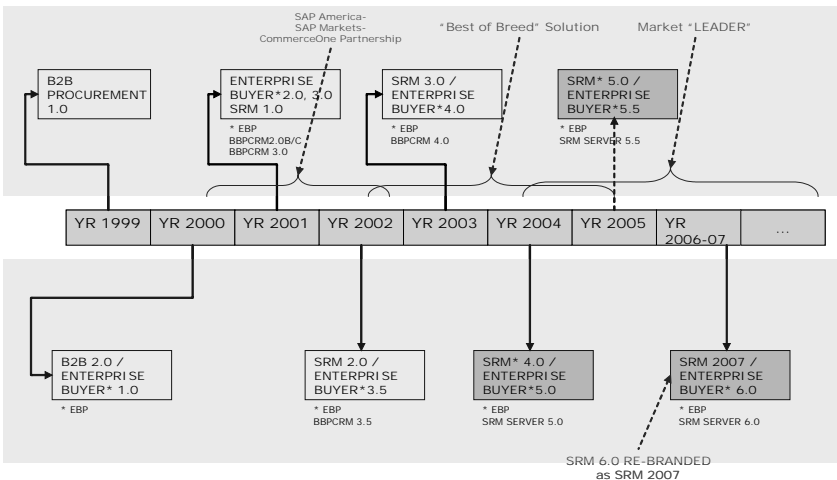 SAP America-
SAP Markets-
CommerceOne Partnership
"Best of Breed" Solution
Market "LEADER"
B2B
PROCUREMENT
1.0
ENTERPRISE
BUYER*2.0, 3.0
SRM 1.0
* EBP
BBPCRM2.0B/C
BBPCRM 3.0
SRM 3.0 /
ENTERPRISE
BUYER*4.0
* EBP
BBPCRM 4.0
SRM* 5.0 /
ENTERPRISE
BUYER*5.5
* EBP
SRM SERVER 5.5
YR 1999
YR 2000
YR 2001
YR 2002
YR 2003
YR 2004
YR 2005
YR
2006-07
...
B2B 2.0 /
ENTERPRISE
BUYER* 1.0
* EBP
SRM 2.0 /
ENTERPRISE
BUYER*3.5
* EBP
BBPCRM 3.5
SRM* 4.0 /
ENTERPRISE
BUYER*5.0
* EBP
SRM SERVER 5.0
SRM 2007 /
ENTERPRISE
BUYER* 6.0
* EBP
SRM SERVER 6.0
SRM 6.0 RE-BRANDED
as SRM 2007